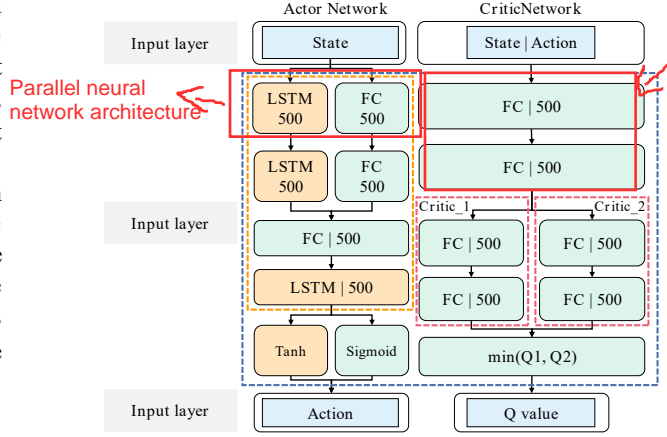 Actor Network
CriticNetwork
Input layer
State
State | Action
Parallel neural
network architecture
LSTM
500
FC
500
FC | 500
LSTM
500
FC
500
FC | 500
Input layer
Critic_1
Critic_2
FC | 500
FC | 500
FC | 500
LSTM | 500
FC | 500
FC | 500
Tanh
Sigmoid
min(Q1, Q2)
Input layer
Action
Q value